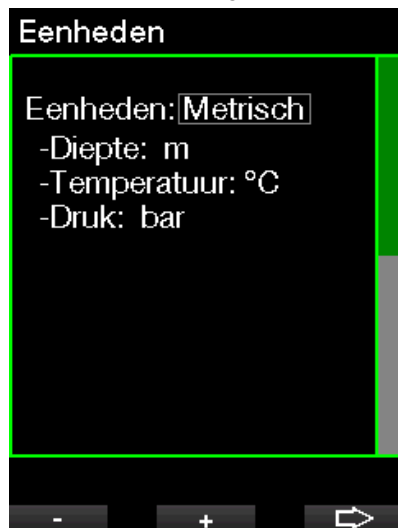 Eenheden
Eenheden: Metrisch
-Diepte: m
-Temperatuur: °C
-Druk: bar
- + ⇨